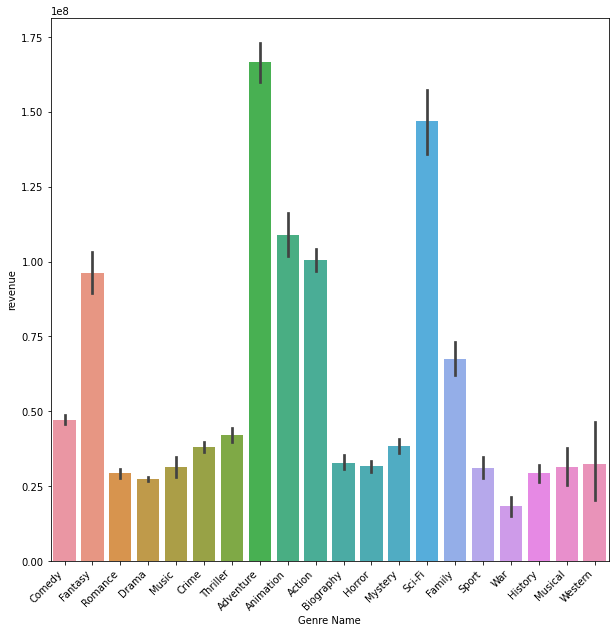 1e8
1.75
1.50
1.25
1.00
0.75
0.50
0.25
0.00
revenue
Comedy
Fantasy
Romance
Drama
Music
Crime
Thriller
Adventure
Animation
Action
Biography
Horror
Mystery
Sci-Fi
Family
Sport
War
History
Musical
Western
Genre Name